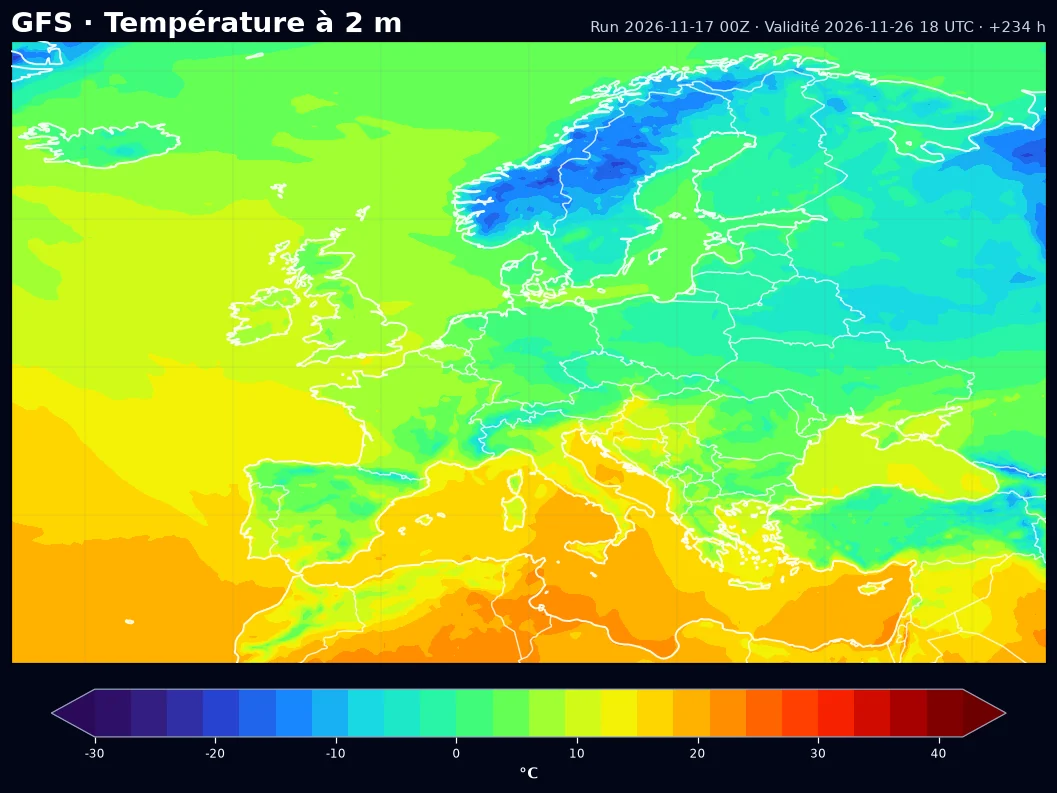 GFS · Température à 2 m
Run 2026-11-17 00Z · Validité 2026-11-26 18 UTC · +234 h
-30 -20 -10 0 10 20 30 40
°C